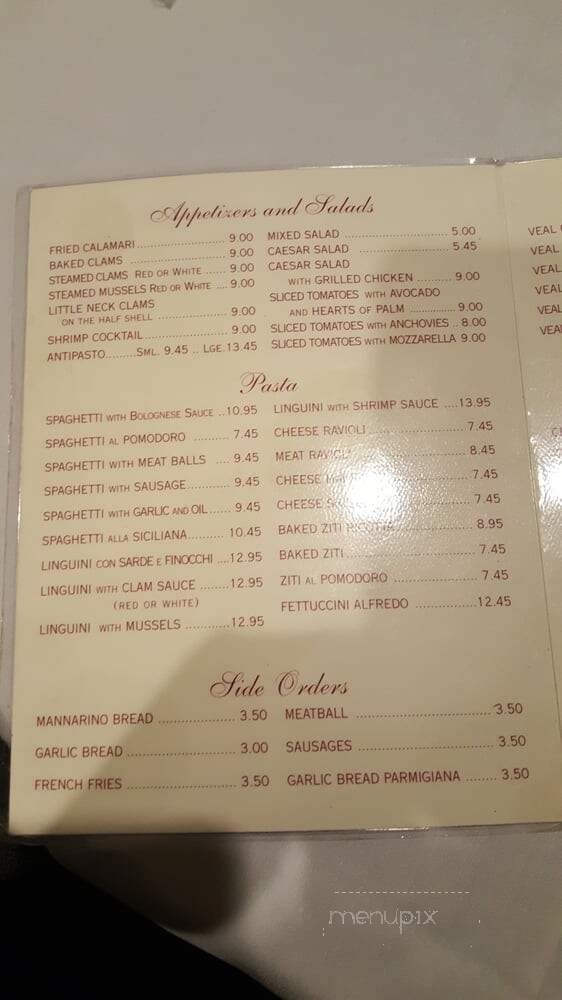 Appetizers and Salads
FRIED CALAMARI ........ 9.00
BAKED CLAMS ........ 9.00
STEAMED CLAMS RED OR WHITE ...... 9.00
STEAMED MUSSELS RED OR WHITE .... 9.00
LITTLE NECK CLAMS
ON THE HALF SHELL ........ 9.00
SHRIMP COCKTAIL ........ 9.00
ANTIPASTO.........SML. 9.45 .. LGE.13.45
MIXED SALAD ........ 5.00
CAESAR SALAD ........ 5.45
CAESAR SALAD
WITH GRILLED CHICKEN ........ 9.00
SLICED TOMATOES WITH AVOCADO
AND HEARTS OF PALM ........ 9.00
SLICED TOMATOES WITH ANCHOVIES .. 8.00
SLICED TOMATOES WITH MOZZARELLA 9.00
Pasta
SPAGHETTI WITH BOLOGNESE SAUCE ..10.95
SPAGHETTI AL POMODORO .......... 7.45
SPAGHETTI WITH MEAT BALLS .... 9.45
SPAGHETTI WITH SAUSAGE............ 9.45
SPAGHETTI WITH GARLIC AND OIL...... 9.45
SPAGHETTI ALLA SICILIANA.......... 10.45
LINGUINI CON SARDE E FINOCCHI ....12.95
LINGUINI WITH CLAM SAUCE ........12.95
(RED OR WHITE)
LINGUINI WITH MUSSELS ............12.95
LINGUINI WITH SHRIMP SAUCE ....13.95
CHEESE RAVIOLI ........ 7.45
MEAT RAVIOLI ........ 8.45
CHEESE ........ 7.45
CHEESE ........ 7.45
BAKED ZITI RICOTTA ........ 8.95
BAKED ZITI ........ 7.45
ZITI AL POMODORO ........ 7.45
FETTUCCINI ALFREDO ................12.45
Side Orders
MANNARINO BREAD ........ 3.50
GARLIC BREAD ........ 3.00
FRENCH FRIES ........ 3.50
MEATBALL ........ 3.50
SAUSAGES ........ 3.50
GARLIC BREAD PARMIGIANA ........ 3.50
VEAL
VEAL
VEAL
VEAL
VEAL
menupix